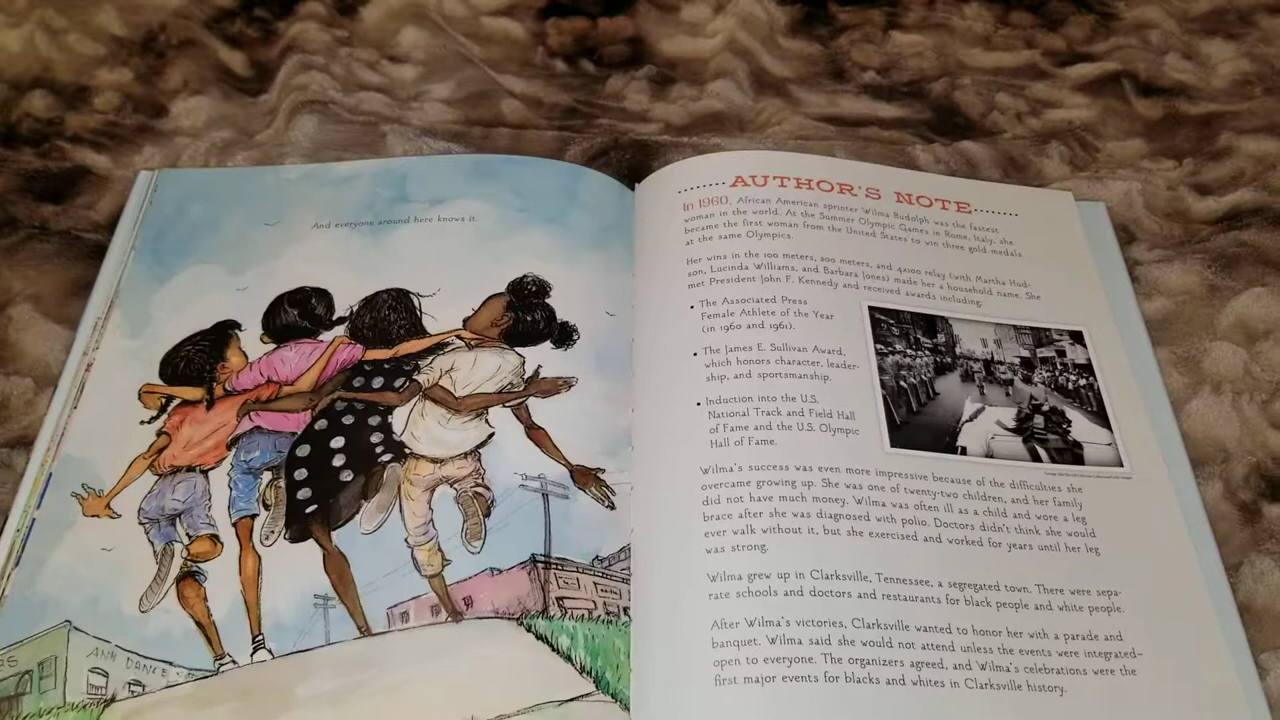 And everyone around here knows it.
RS
ANN DANCE
AUTHOR'S NOTE
In 1960, African American sprinter Wilma Rudolph was the fastest
woman in the world. At the Summer Olympic Games in Rome, Italy, she
became the first woman from the United States to win three gold medals
at the same Olympics.
Her wins in the 100 meters, 200 meters, and 4x100 relay (with Martha Hud-
son, Lucinda Williams, and Barbara Jones) made her a household name. She
met President John F. Kennedy and received awards including:
• The Associated Press
Female Athlete of the Year
(in 1960 and 1961).
• The James E. Sullivan Award,
which honors character, leader-
ship, and sportsmanship.
• Induction into the U.S.
National Track and Field Hall
of Fame and the U.S. Olympic
Hall of Fame.
Wilma's success was even more impressive because of the difficulties she
overcame growing up. She was one of twenty-two children, and her family
did not have much money. Wilma was often ill as a child and wore a leg
brace after she was diagnosed with polio. Doctors didn't think she would
ever walk without it, but she exercised and worked for years until her leg
was strong.
Wilma grew up in Clarksville, Tennessee, a segregated town. There were sepa-
rate schools and doctors and restaurants for black people and white people.
After Wilma's victories, Clarksville wanted to honor her with a parade and
banquet. Wilma said she would not attend unless the events were integrated—
open to everyone. The organizers agreed, and Wilma's celebrations were the
first major events for blacks and whites in Clarksville history.